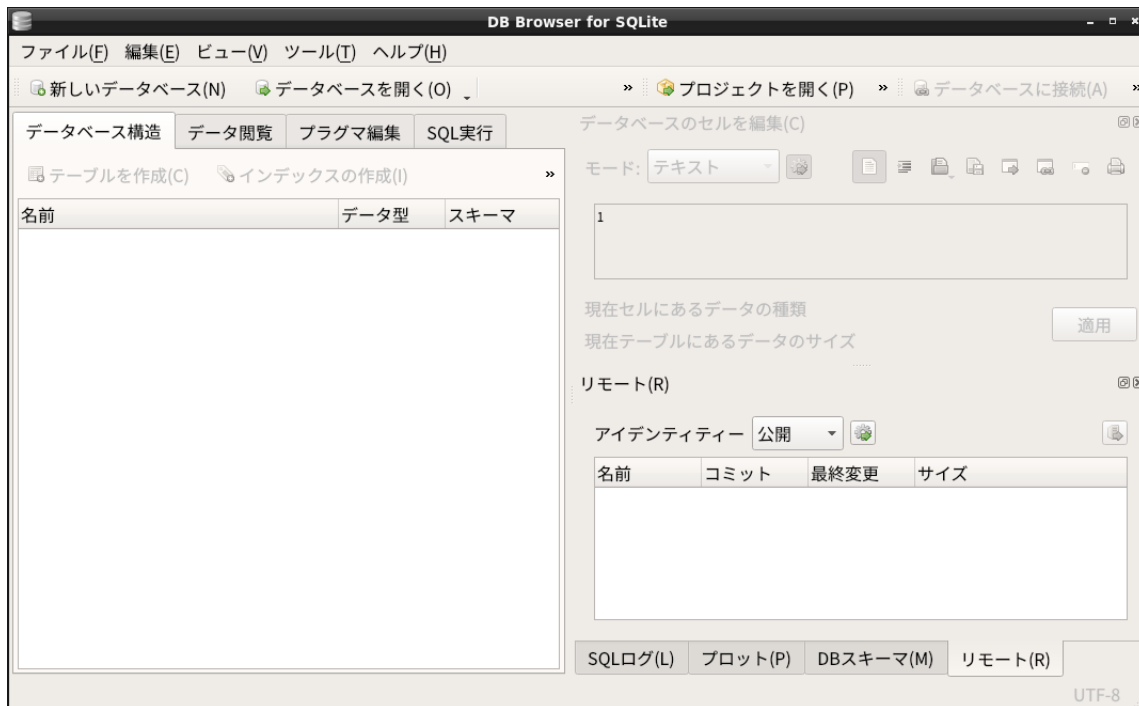 DB Browser for SQLite
ファイル(F) 編集(E) ビュー(V) ツール(T) ヘルプ(H)
新しいデータベース(N) データベースを開く(O) » プロジェクトを開く(P) » データベースに接続(A) »
データベース構造 データ閲覧 プラグマ編集 SQL実行
テーブルを作成(C) インデックスの作成(I) »
名前 データ型 スキーマ
データベースのセルを編集(C)
モード: テキスト
1
現在セルにあるデータの種類
現在テーブルにあるデータのサイズ
適用
リモート(R)
アイデンティティー 公開
名前 コミット 最終変更 サイズ
SQLログ(L) プロット(P) DBスキーマ(M) リモート(R)
UTF-8